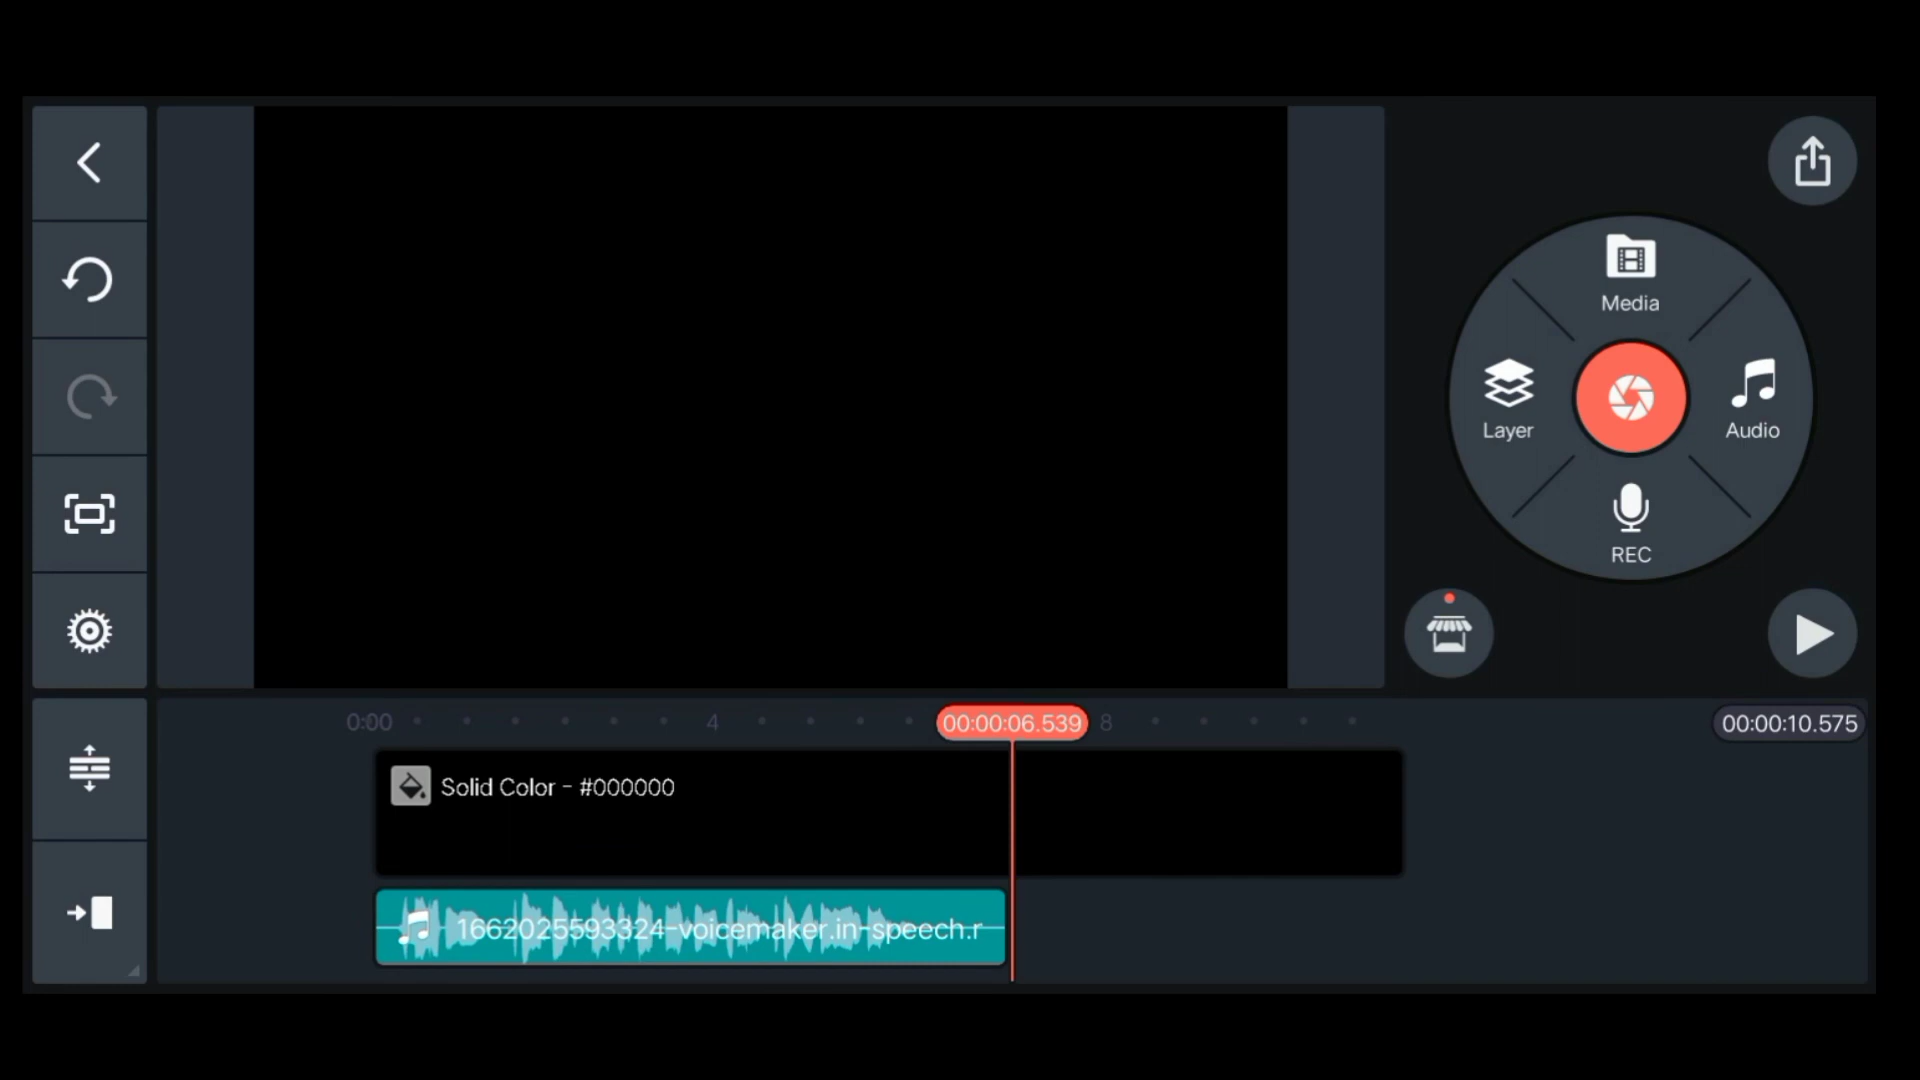 Media
Layer
Audio
REC
0:00
4
00:00:06.539
8
00:00:10.575
Solid Color - #000000
1662025593324-voicemaker.in-speech.r